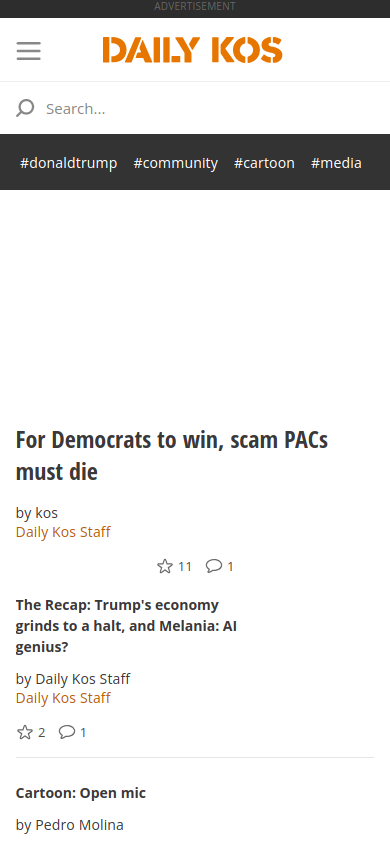 ADVERTISEMENT
DAILY KOS
Search...
#donaldtrump #community #cartoon #media
For Democrats to win, scam PACs
must die
by kos
Daily Kos Staff
11 1
The Recap: Trump's economy
grinds to a halt, and Melania: AI
genius?
by Daily Kos Staff
Daily Kos Staff
2 1
Cartoon: Open mic
by Pedro Molina